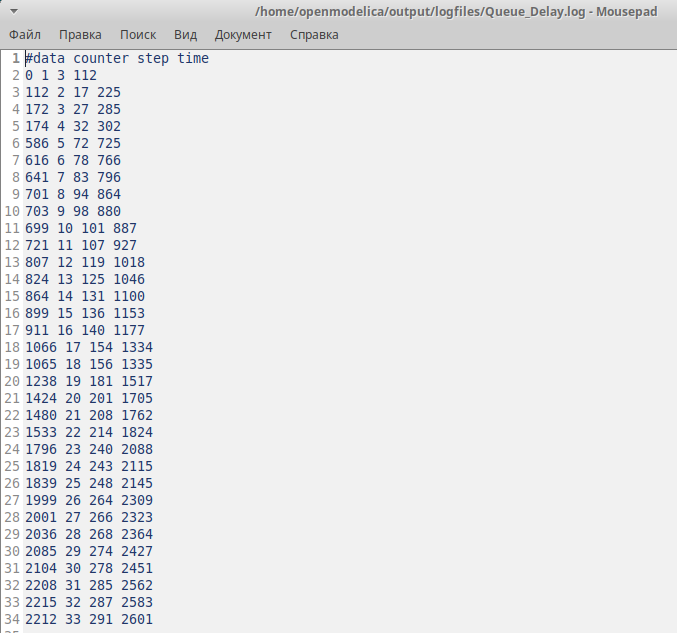 /home/openmodelica/output/logfiles/Queue_Delay.log - Mousepad
Файл Правка Поиск Вид Документ Справка
1 #data counter step time
2 0 1 3 112
3 112 2 17 225
4 172 3 27 285
5 174 4 32 302
6 586 5 72 725
7 616 6 78 766
8 641 7 83 796
9 701 8 94 864
10 703 9 98 880
11 699 10 101 887
12 721 11 107 927
13 807 12 119 1018
14 824 13 125 1046
15 864 14 131 1100
16 899 15 136 1153
17 911 16 140 1177
18 1066 17 154 1334
19 1065 18 156 1335
20 1238 19 181 1517
21 1424 20 201 1705
22 1480 21 208 1762
23 1533 22 214 1824
24 1796 23 240 2088
25 1819 24 243 2115
26 1839 25 248 2145
27 1999 26 264 2309
28 2001 27 266 2323
29 2036 28 268 2364
30 2085 29 274 2427
31 2104 30 278 2451
32 2208 31 285 2562
33 2215 32 287 2583
34 2212 33 291 2601